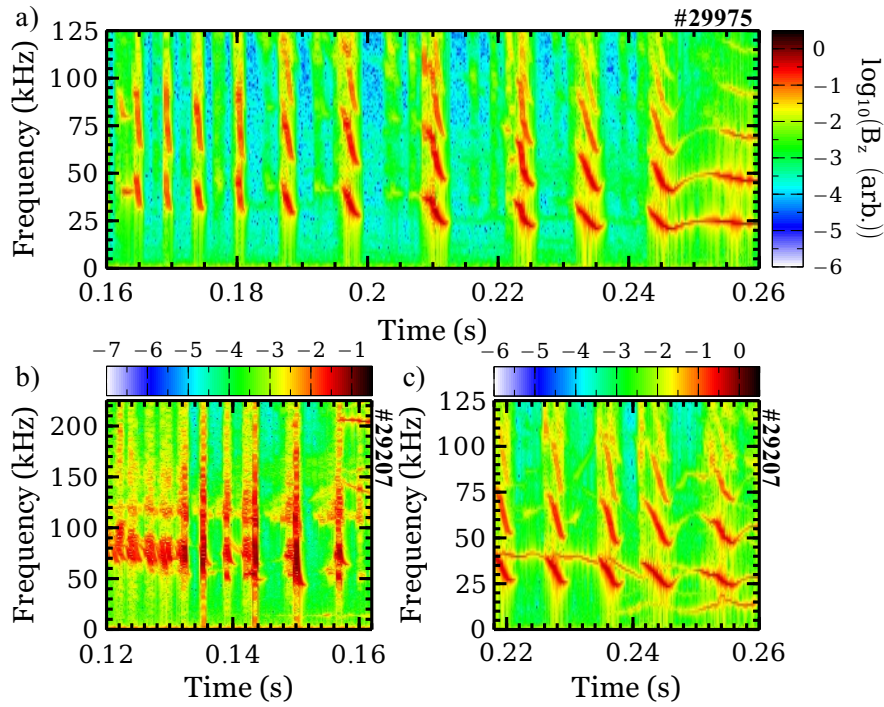 a)
#29975
125
100
75
50
25
0
Frequency (kHz)
0.16 0.18 0.2 0.22 0.24 0.26
Time (s)
0
−1
−2
−3
−4
−5
−6
log10(Bz (arb.))
b)
−7 −6 −5 −4 −3 −2 −1
#29207
200
150
100
50
0
Frequency (kHz)
0.12 0.14 0.16
Time (s)
c)
−6 −5 −4 −3 −2 −1 0
#29207
125
100
75
50
25
0
Frequency (kHz)
0.22 0.24 0.26
Time (s)